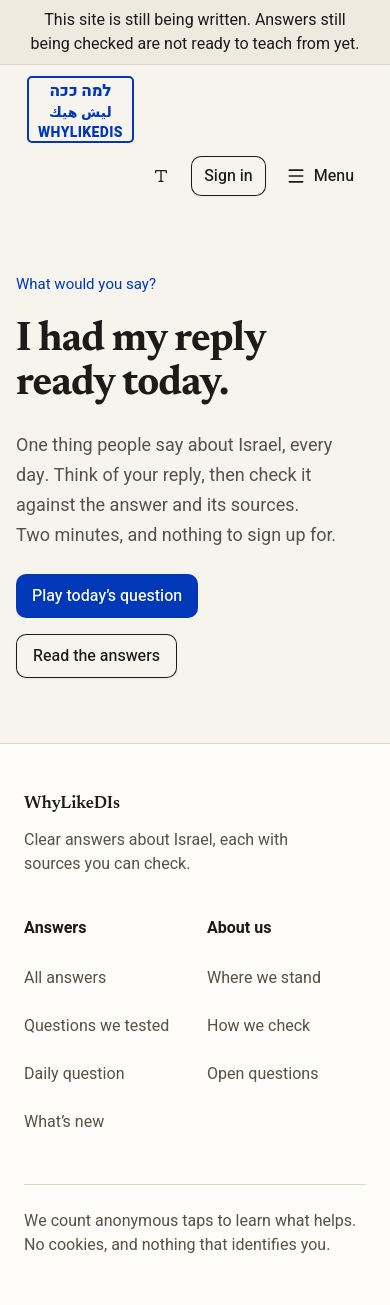 This site is still being written. Answers still
being checked are not ready to teach from yet.
למה ככה
ليش هيك
WHYLIKEDIS
T
Sign in
Menu
What would you say?
I had my reply
ready today.
One thing people say about Israel, every
day. Think of your reply, then check it
against the answer and its sources.
Two minutes, and nothing to sign up for.
Play today’s question
Read the answers
WhyLikeDIs
Clear answers about Israel, each with
sources you can check.
Answers
About us
All answers
Where we stand
Questions we tested
How we check
Daily question
Open questions
What’s new
We count anonymous taps to learn what helps.
No cookies, and nothing that identifies you.